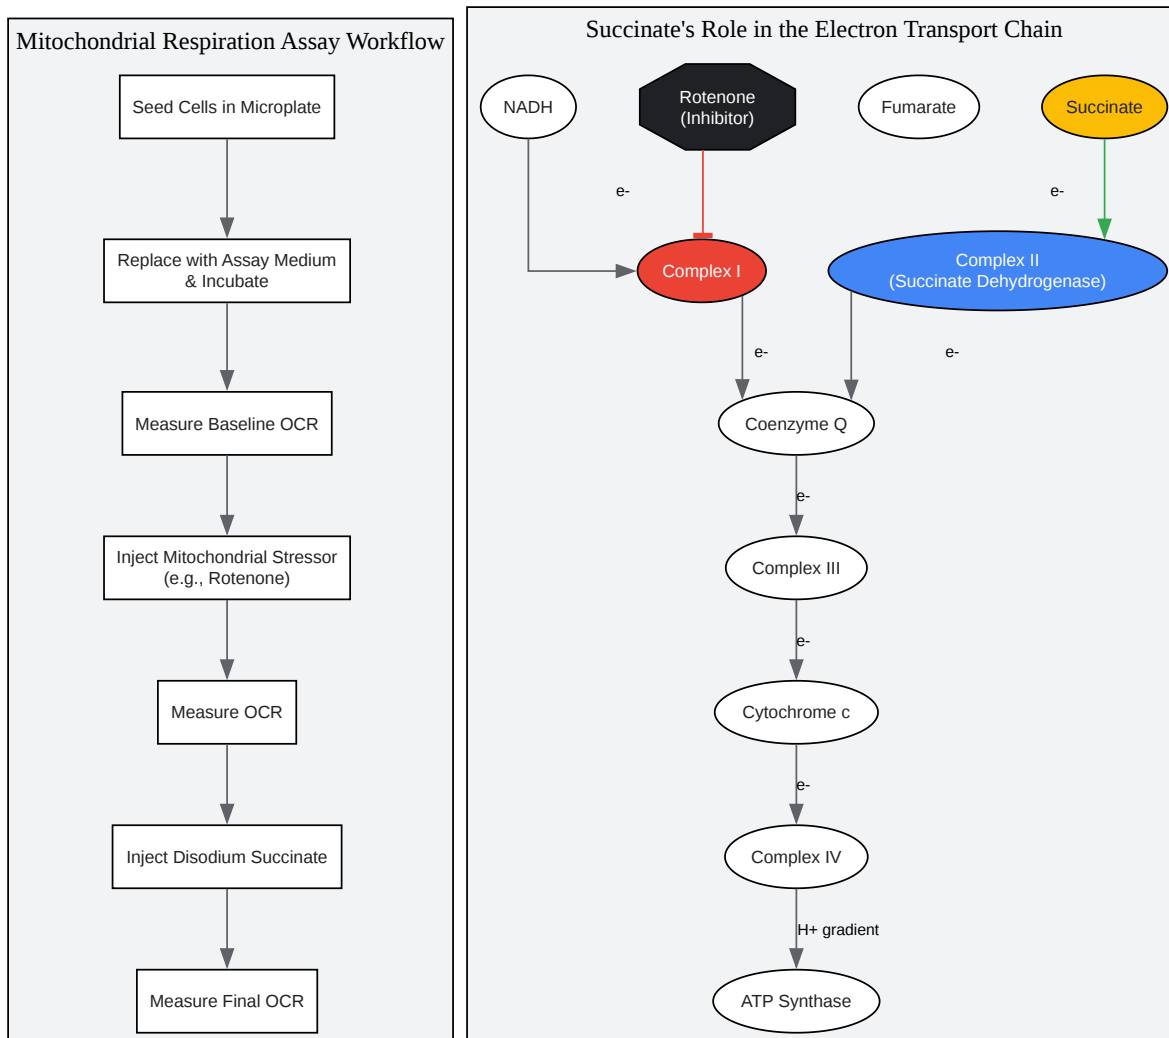 Mitochondrial Respiration Assay Workflow
Seed Cells in Microplate
Replace with Assay Medium
& Incubate
Measure Baseline OCR
Inject Mitochondrial Stressor
(e.g., Rotenone)
Measure OCR
Inject Disodium Succinate
Measure Final OCR
Succinate's Role in the Electron Transport Chain
NADH
Rotenone
(Inhibitor)
Fumarate
Succinate
e-
e-
Complex I
Complex II
(Succinate Dehydrogenase)
e-
e-
Coenzyme Q
e-
Complex III
e-
Cytochrome c
e-
Complex IV
H+ gradient
ATP Synthase